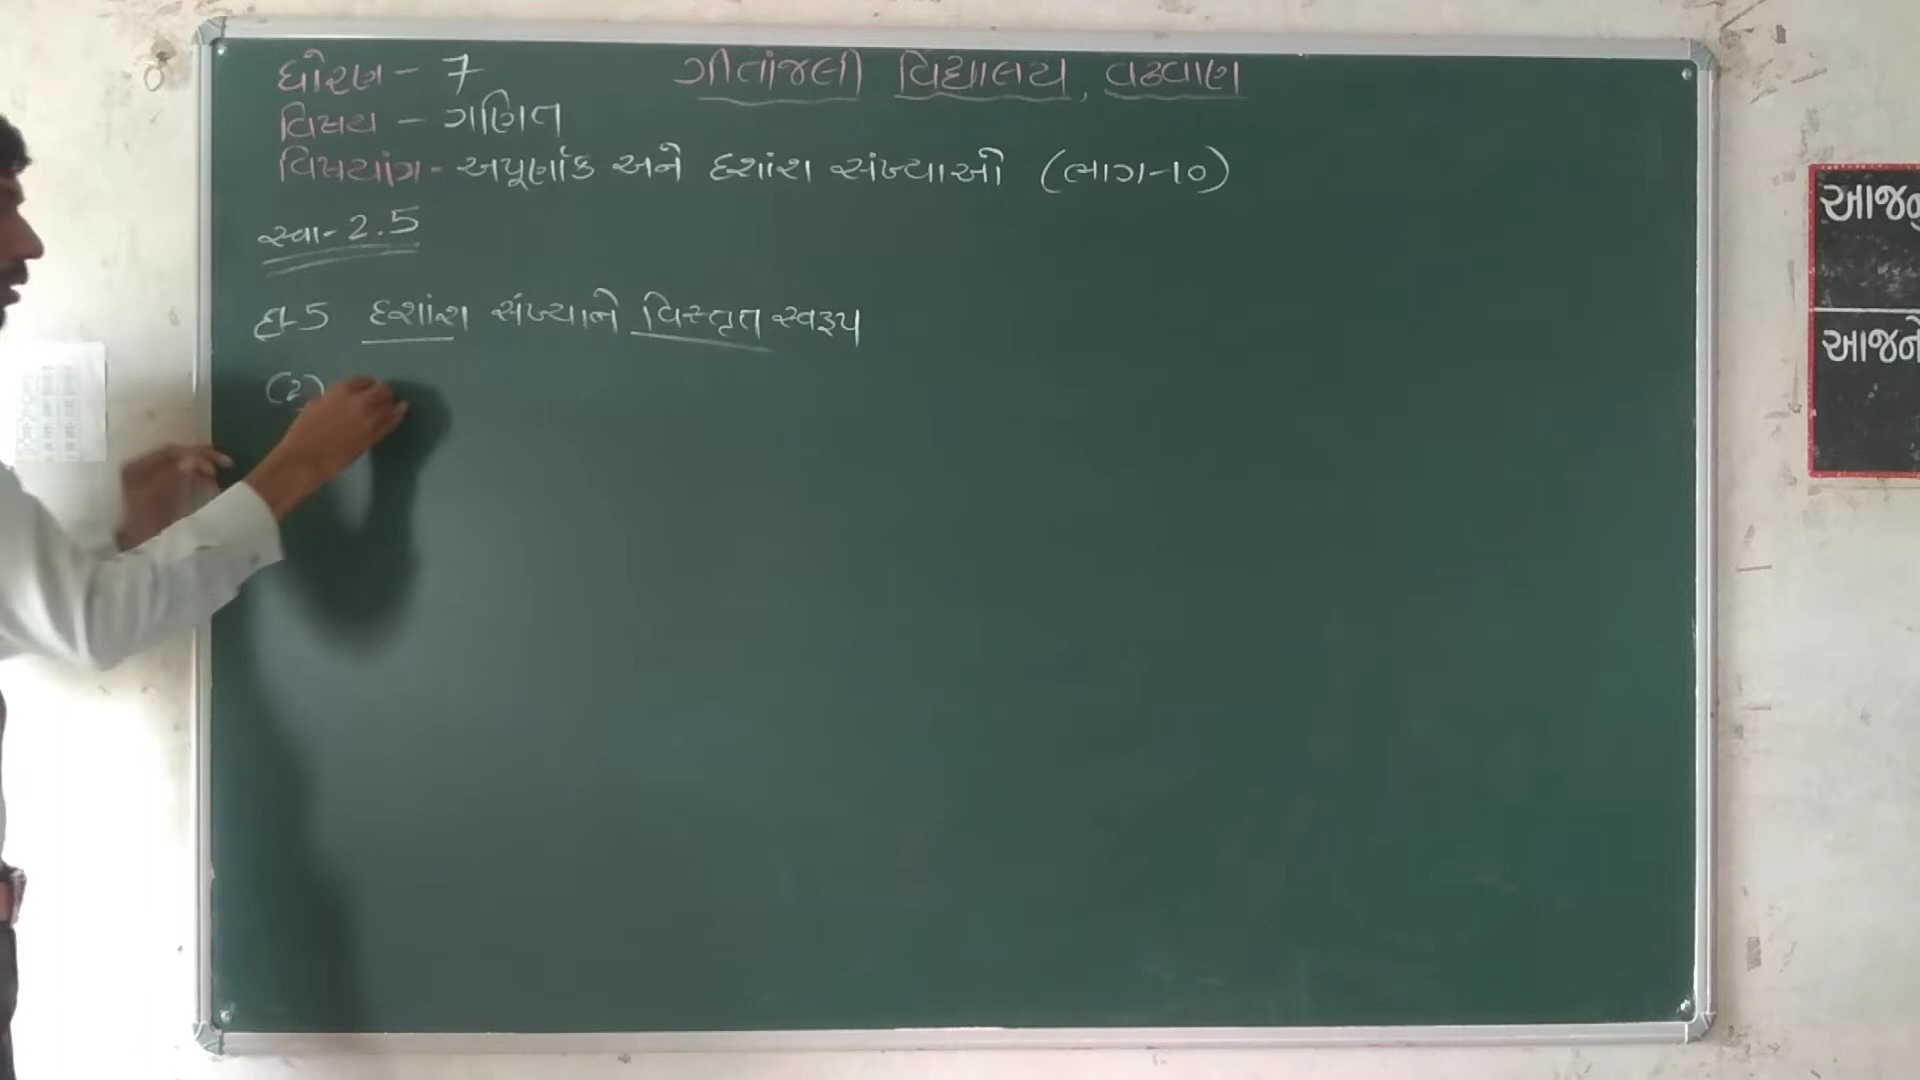 ગીતાંજલી વિદ્યાલય, વઢવાણ
ધોરણ - 7
વિષય - ગણિત
વિષયાંગ - અપૂર્ણાંક અને દશાંશ સંખ્યાઓ (ભાગ-૧૦)
સ્વા-2.5
દા-5 દશાંશ સંખ્યાને વિસ્તૃત સ્વરૂપ
(2)
આજનુ
આજનો